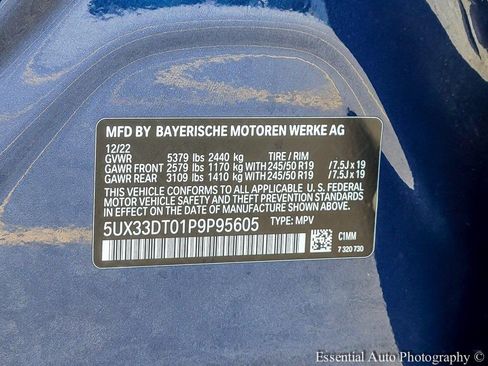 MFD BY BAYERISCHE MOTOREN WERKE AG
12/22 TIRE / RIM
GVWR 5379 lbs 2440 kg
GAWR FRONT 2579 lbs 1170 kg 245/50 R19 /7.5J x 19
GAWR REAR 3109 lbs 1410 kg 245/50 R19 /7.5J x 19
THIS VEHICLE CONFORMS TO ALL APPLICABLE U. S. FEDERAL
MOTOR VEHICLE SAFETY, BUMPER, AND THEFT PREVENTION
STANDARDS IN EFFECT ON THE DATE OF MANUFACTURE SHOWN ABOVE.
5UX33DT01P9P95605 TYPE: MPV
C1MM
7 320 730
Essential Auto Photography (C)